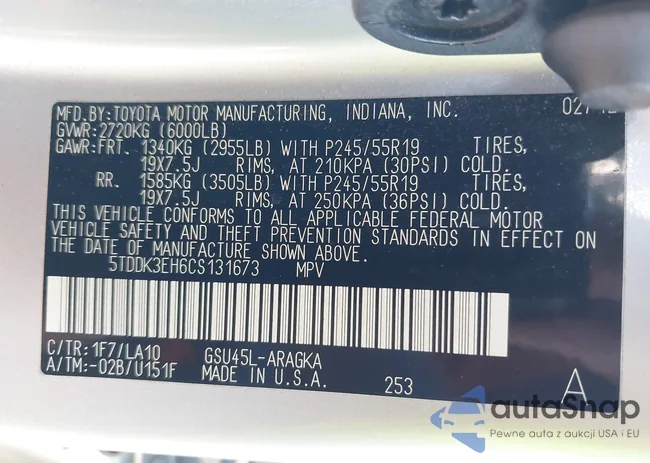 MFD.BY:TOYOTA MOTOR MANUFACTURING, INDIANA, INC.
GVWR:2720KG (6000LB)
GAWR:FRT. 1340KG (2955LB) WITH P245/55R19 TIRES,
19X7.5J RIMS, AT 210KPA (30PSI) COLD.
RR. 1585KG (3505LB) WITH P245/55R19 TIRES,
19X7.5J RIMS, AT 250KPA (36PSI) COLD.
THIS VEHICLE CONFORMS TO ALL APPLICABLE FEDERAL MOTOR
VEHICLE SAFETY AND THEFT PREVENTION STANDARDS IN EFFECT ON
THE DATE OF MANUFACTURE SHOWN ABOVE.
5TDDK3EH6CS131673 MPV
C/TR:1F7/LA10 GSU45L-ARAGKA
A/TM:-02B/U151F MADE IN U.S.A. 253 A
autoSnap
Pewne auta z aukcji USA i EU